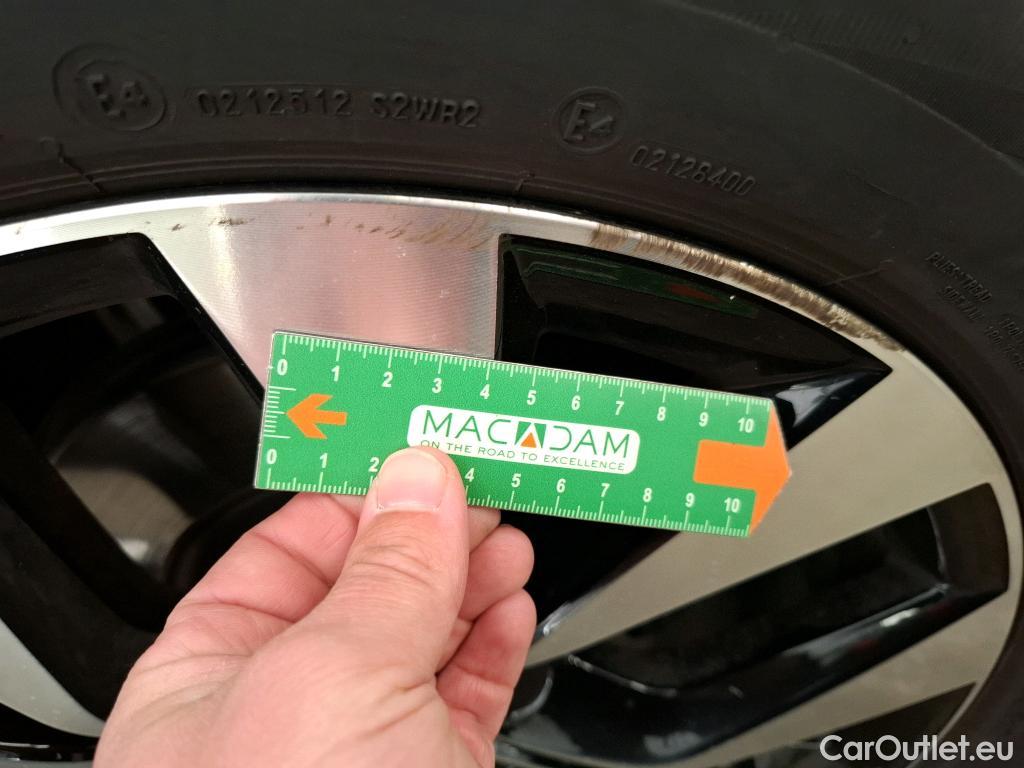 E4 0212512 S2WR2 E4
02126400
0 1 2 3 4 5 6 7 8 9 10
MACADAM
ON THE ROAD TO EXCELLENCE
0 1 2 4 5 6 7 8 9 10
CarOutlet.eu